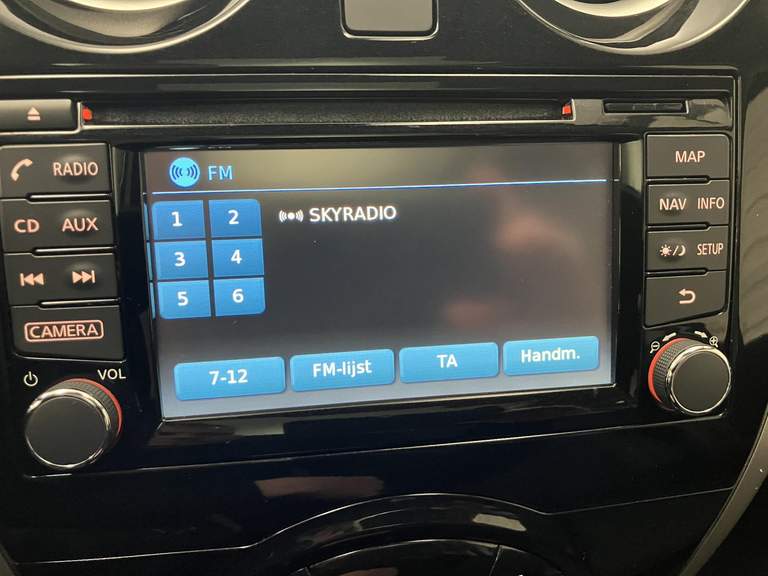 RADIO
CD AUX
CAMERA
VOL
FM
1 2
3 4
5 6
SKYRADIO
7-12 FM-lijst TA Handm.
MAP
NAV INFO
SETUP